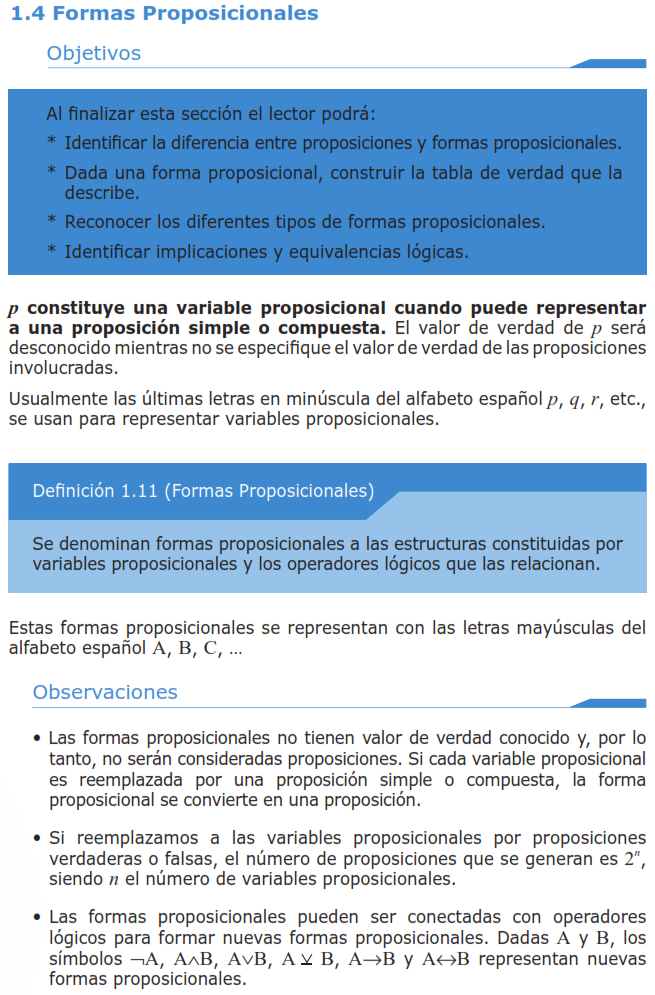 1.4 Formas Proposicionales
Objetivos
Al finalizar esta sección el lector podrá:
* Identificar la diferencia entre proposiciones y formas proposicionales.
* Dada una forma proposicional, construir la tabla de verdad que la
describe.
* Reconocer los diferentes tipos de formas proposicionales.
* Identificar implicaciones y equivalencias lógicas.
p constituye una variable proposicional cuando puede representar
a una proposición simple o compuesta. El valor de verdad de p será
desconocido mientras no se especifique el valor de verdad de las proposiciones
involucradas.
Usualmente las últimas letras en minúscula del alfabeto español p, q, r, etc.,
se usan para representar variables proposicionales.
Definición 1.11 (Formas Proposicionales)
Se denominan formas proposicionales a las estructuras constituidas por
variables proposicionales y los operadores lógicos que las relacionan.
Estas formas proposicionales se representan con las letras mayúsculas del
alfabeto español A, B, C, ...
Observaciones
• Las formas proposicionales no tienen valor de verdad conocido y, por lo
tanto, no serán consideradas proposiciones. Si cada variable proposicional
es reemplazada por una proposición simple o compuesta, la forma
proposicional se convierte en una proposición.
• Si reemplazamos a las variables proposicionales por proposiciones
verdaderas o falsas, el número de proposiciones que se generan es 2ⁿ,
siendo n el número de variables proposicionales.
• Las formas proposicionales pueden ser conectadas con operadores
lógicos para formar nuevas formas proposicionales. Dadas A y B, los
símbolos ¬A, A∧B, A∨B, A ⊻ B, A→B y A↔B representan nuevas
formas proposicionales.